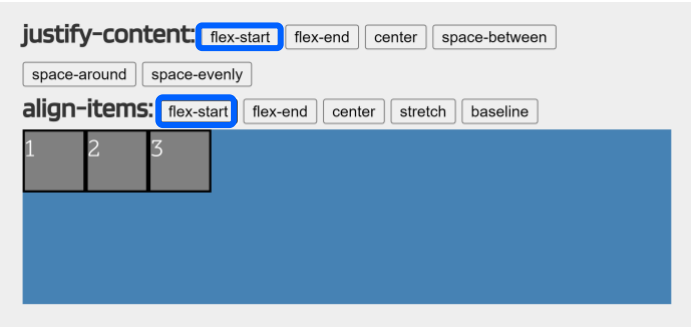 justify-content: flex-start flex-end center space-between
space-around space-evenly
align-items: flex-start flex-end center stretch baseline
1 2 3